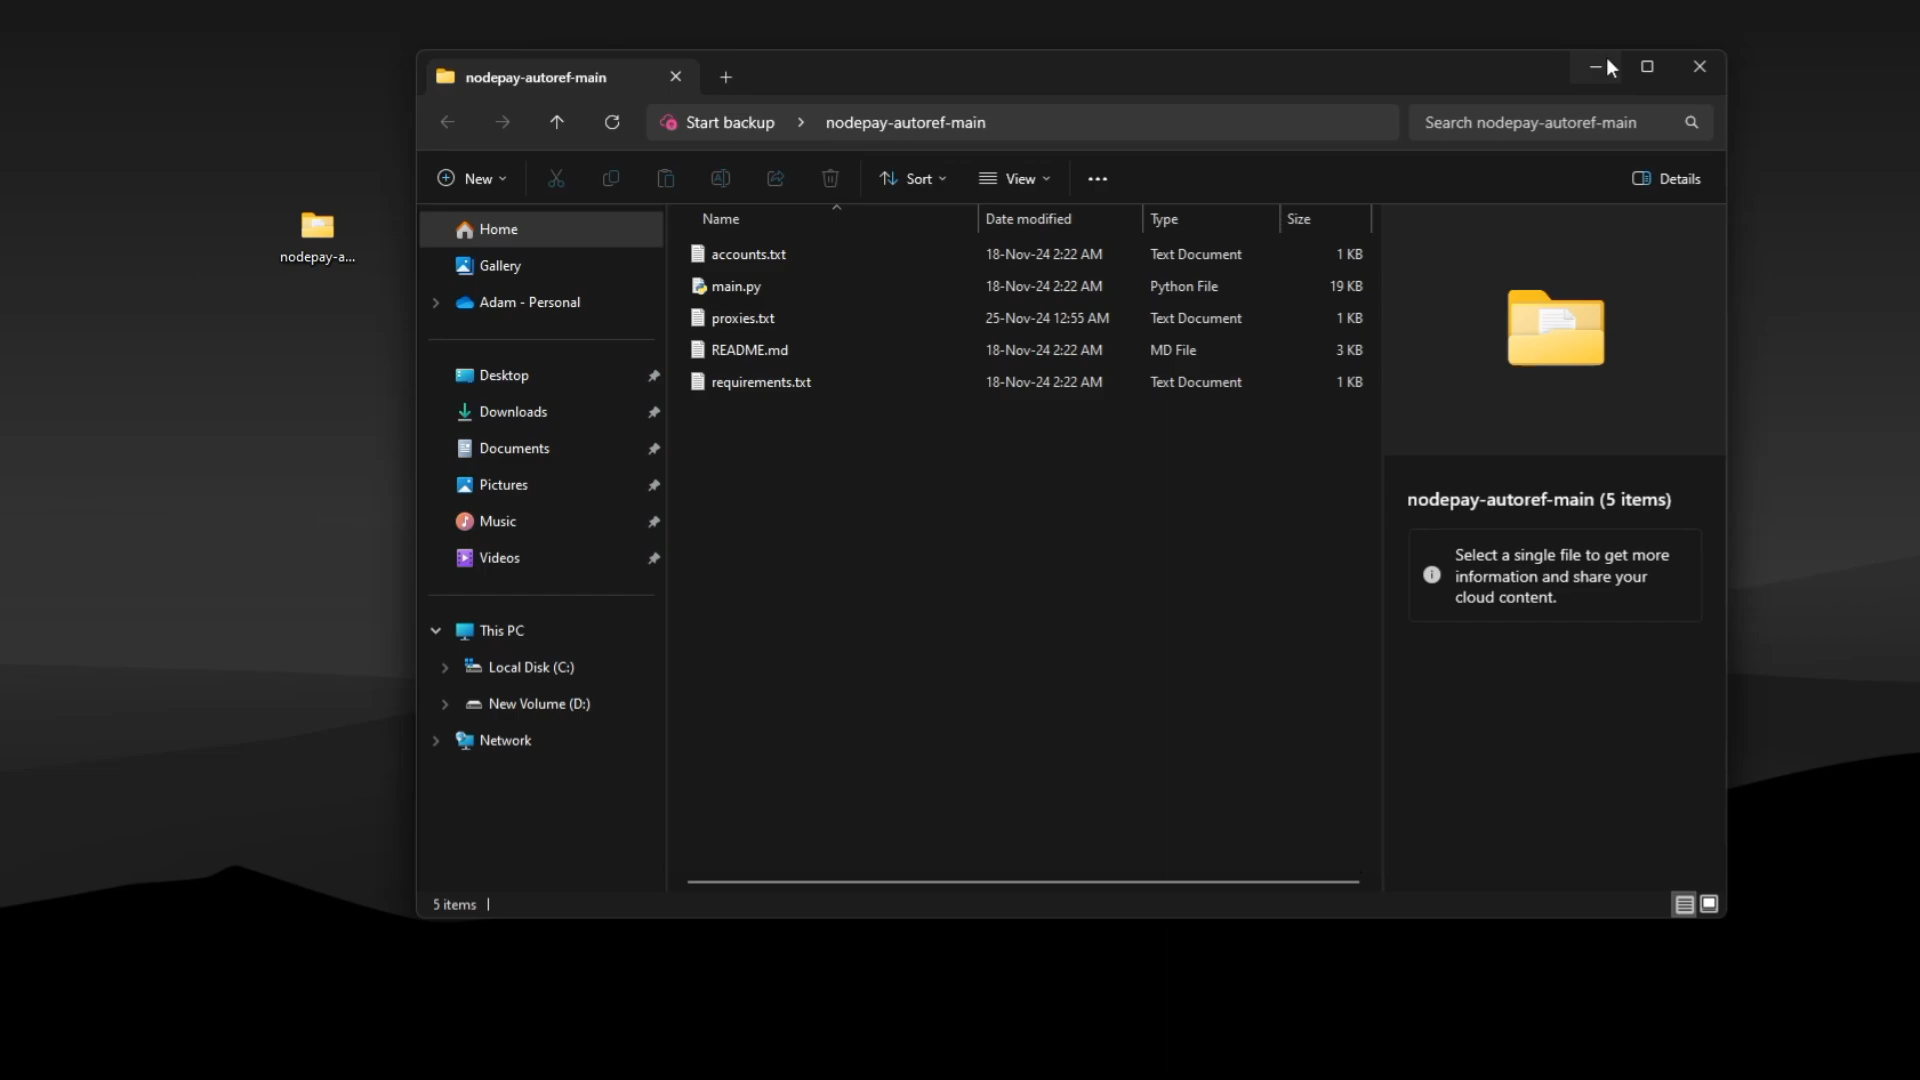 nodepay-autoref-main
Start backup > nodepay-autoref-main
Search nodepay-autoref-main
New
Sort
View
Details
nodepay-a...
Home
Gallery
Adam - Personal
Desktop
Downloads
Documents
Pictures
Music
Videos
This PC
Local Disk (C:)
New Volume (D:)
Network
Name Date modified Type Size
accounts.txt 18-Nov-24 2:22 AM Text Document 1 KB
main.py 18-Nov-24 2:22 AM Python File 19 KB
proxies.txt 25-Nov-24 12:55 AM Text Document 1 KB
README.md 18-Nov-24 2:22 AM MD File 3 KB
requirements.txt 18-Nov-24 2:22 AM Text Document 1 KB
nodepay-autoref-main (5 items)
Select a single file to get more
information and share your
cloud content.
5 items